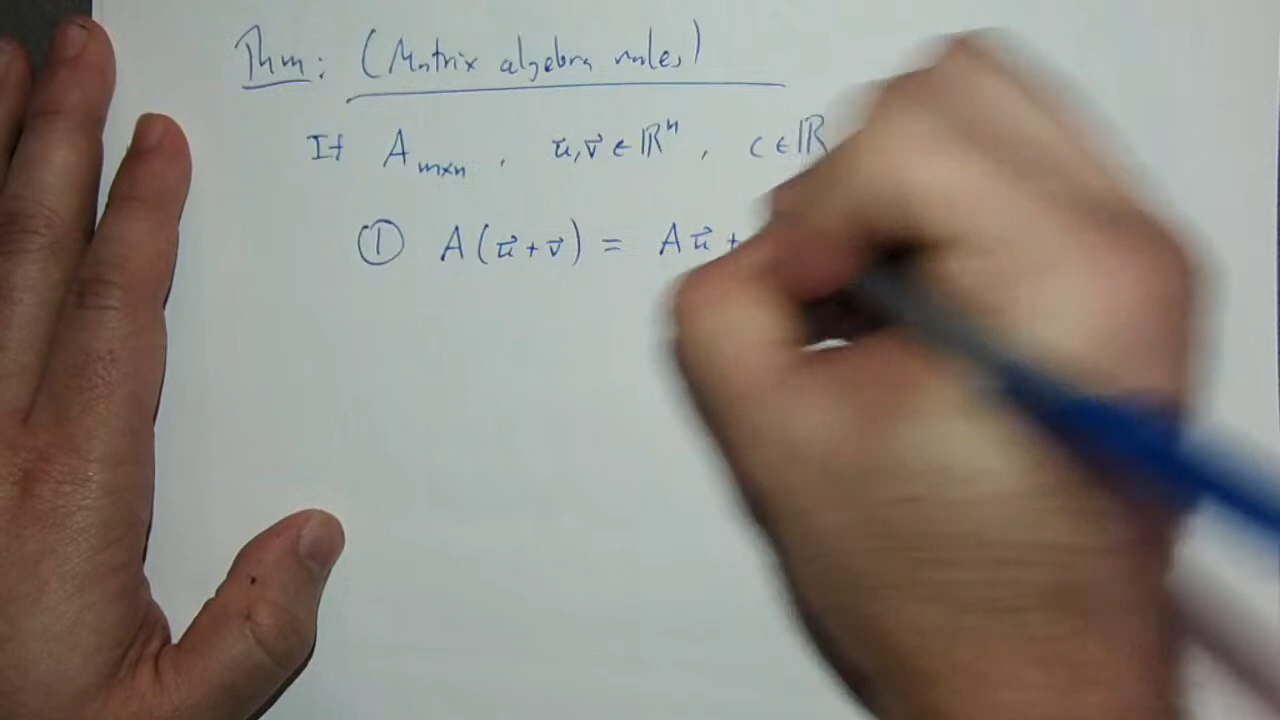 Thm: (Matrix algebra rules)
If A m×n , u⃗, v⃗ ∈ ℝⁿ , c ∈ ℝ
① A(u⃗ + v⃗) = A u⃗ +